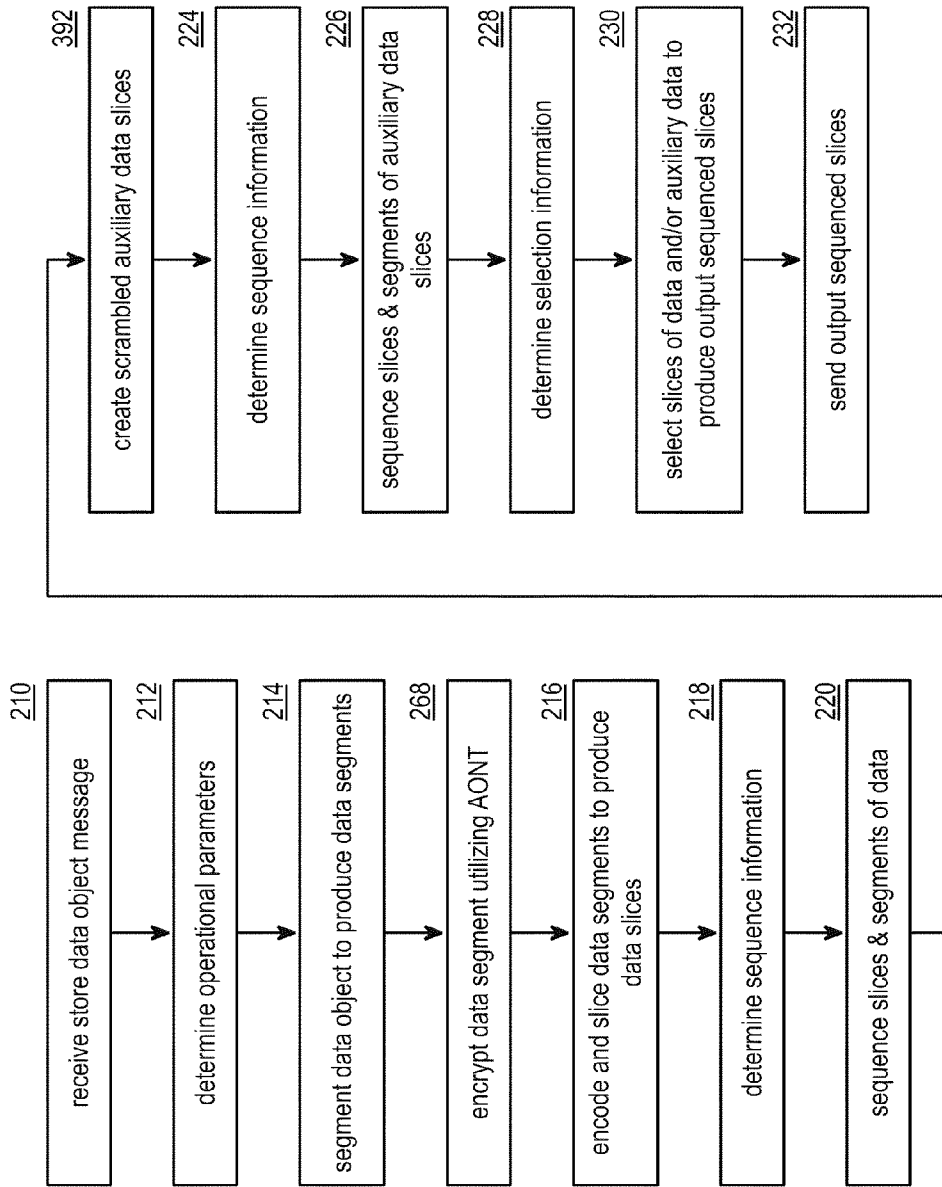 210
receive store data object message
212
determine operational parameters
214
segment data object to produce data segments
268
encrypt data segment utilizing AONT
216
encode and slice data segments to produce
data slices
218
determine sequence information
220
sequence slices & segments of data
392
create scrambled auxiliary data slices
224
determine sequence information
226
sequence slices & segments of auxiliary data
slices
228
determine selection information
230
select slices of data and/or auxiliary data to
produce output sequenced slices
232
send output sequenced slices